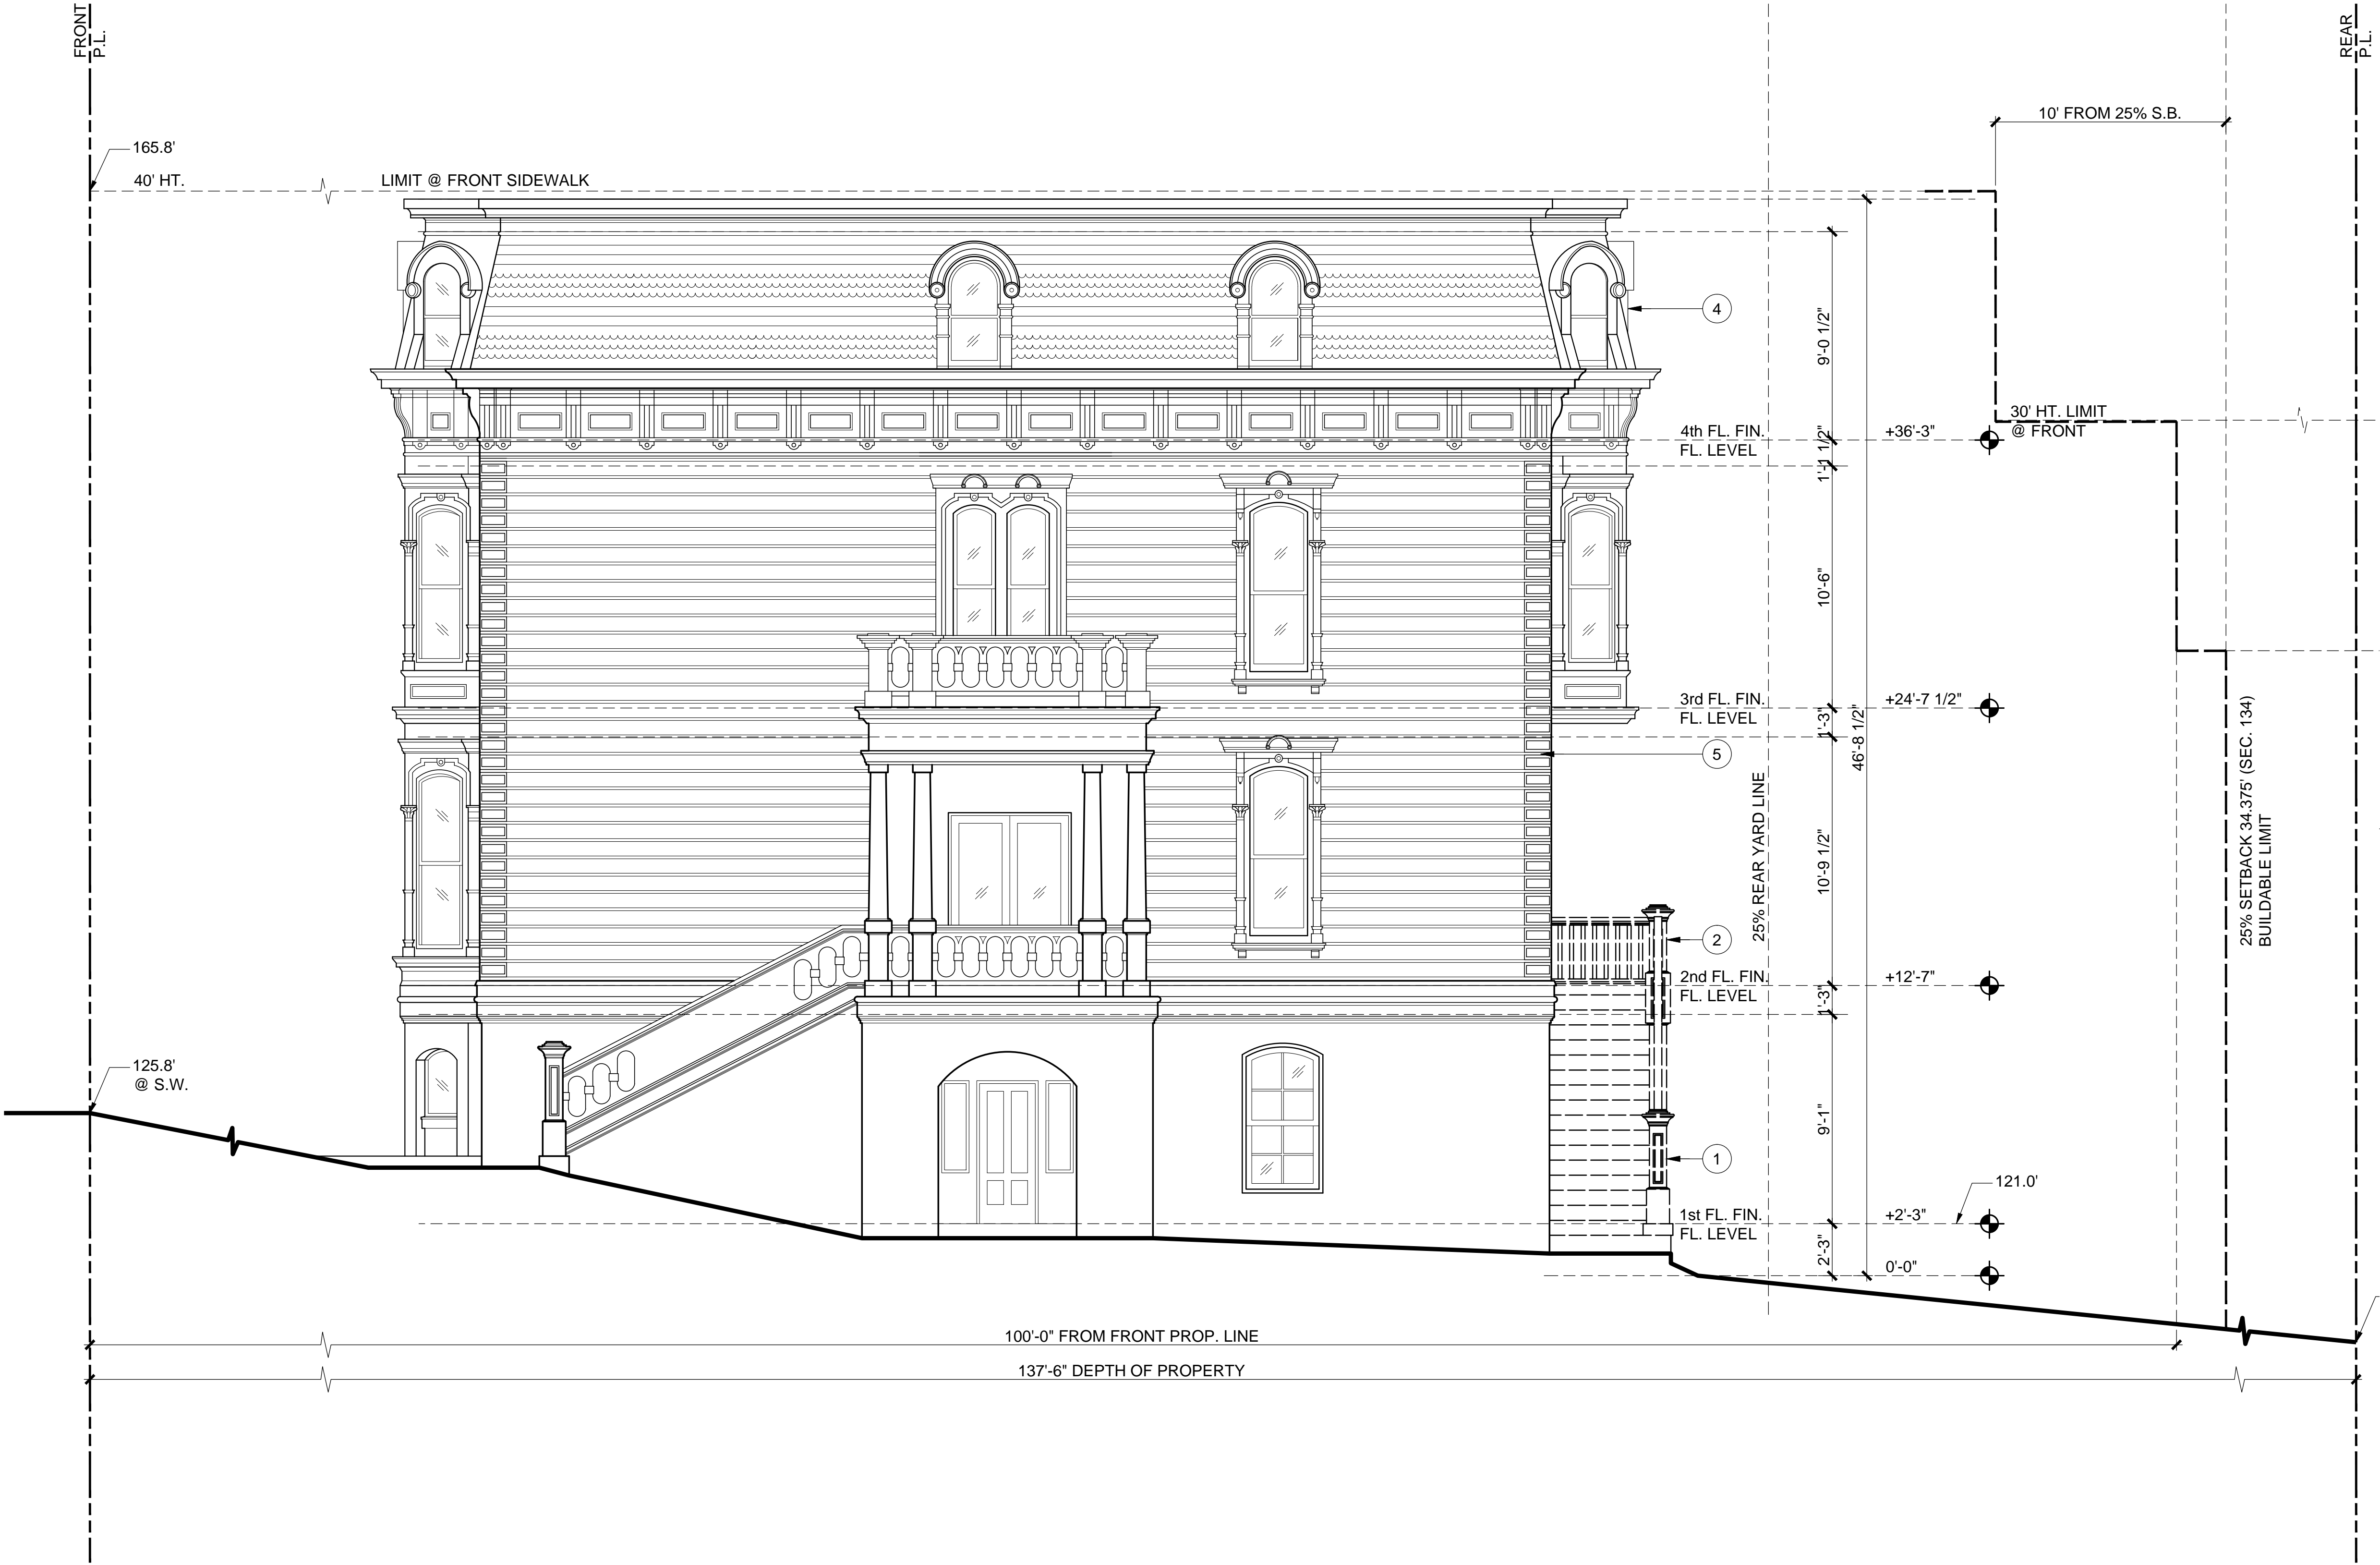 FRONT
P.L.
REAR
P.L.
10' FROM 25% S.B.
165.8'
40' HT.
LIMIT @ FRONT SIDEWALK
4
9'-0 1/2"
30' HT. LIMIT
@ FRONT
4th FL. FIN.
FL. LEVEL
+36'-3"
1'-1 1/2"
10'-6"
3rd FL. FIN.
FL. LEVEL
+24'-7 1/2"
1'-3"
46'-8 1/2"
5
25% REAR YARD LINE
25% SETBACK 34.375' (SEC. 134)
BUILDABLE LIMIT
10'-9 1/2"
2
2nd FL. FIN.
FL. LEVEL
+12'-7"
1'-3"
125.8'
@ S.W.
9'-1"
1
121.0'
1st FL. FIN.
FL. LEVEL
+2'-3"
2'-3"
0'-0"
100'-0" FROM FRONT PROP. LINE
137'-6" DEPTH OF PROPERTY